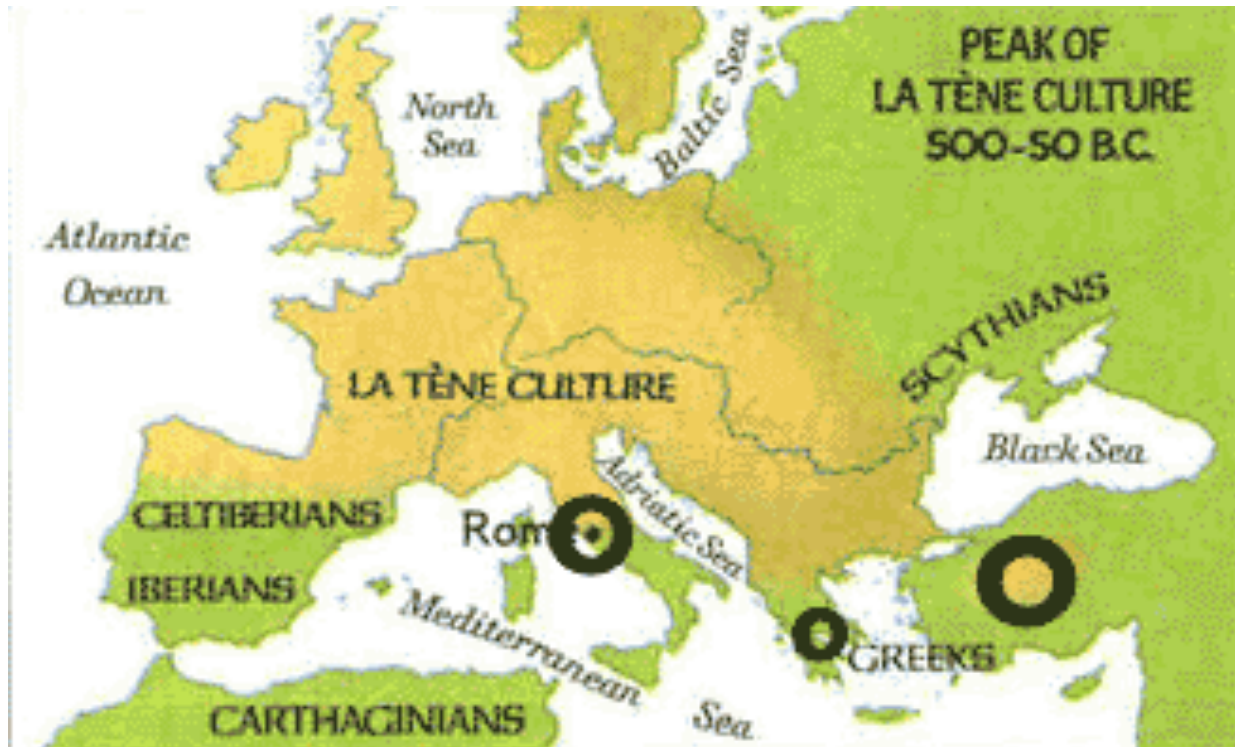 PEAK OF
LA TÈNE CULTURE
500-50 B.C.
North
Sea
Baltic Sea
Atlantic
Ocean
SCYTHIANS
LA TÈNE CULTURE
Black Sea
Adriatic Sea
CELTIBERIANS
Rome
IBERIANS
Mediterranean
Sea
GREEKS
CARTHAGINIANS